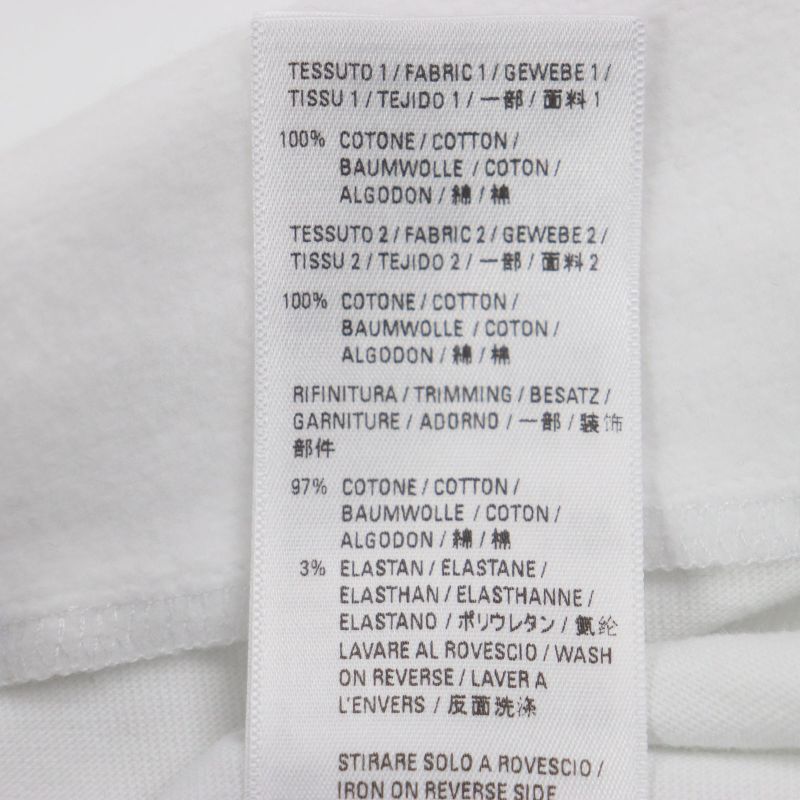 TESSUTO 1 / FABRIC 1 / GEWEBE 1 /
TISSU 1 / TEJIDO 1 / 一部 / 面料 1
100% COTONE / COTTON /
BAUMWOLLE / COTON /
ALGODON / 綿 / 棉
TESSUTO 2 / FABRIC 2 / GEWEBE 2 /
TISSU 2 / TEJIDO 2 / 一部 / 面料 2
100% COTONE / COTTON /
BAUMWOLLE / COTON /
ALGODON / 綿 / 棉
RIFINITURA / TRIMMING / BESATZ /
GARNITURE / ADORNO / 一部 / 装饰
部件
97% COTONE / COTTON /
BAUMWOLLE / COTON /
ALGODON / 綿 / 棉
3% ELASTAN / ELASTANE /
ELASTHAN / ELASTHANNE /
ELASTANO / ポリウレタン / 氨纶
LAVARE AL ROVESCIO / WASH
ON REVERSE / LAVER A
L'ENVERS / 反面洗涤
STIRARE SOLO A ROVESCIO /
IRON ON REVERSE SIDE